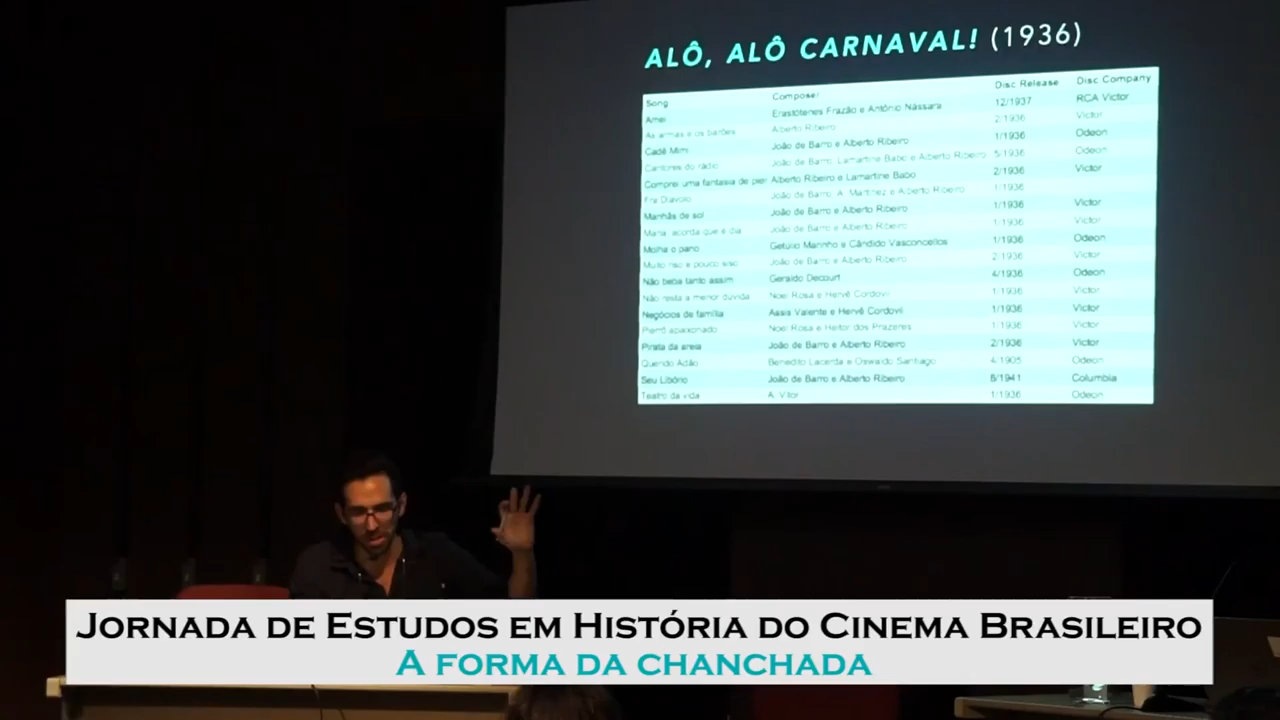 ALÔ, ALÔ CARNAVAL! (1936)
Song Composer Disc Release Disc Company
Amei Erastótenes Frazão e Antônio Nássara 12/1937 RCA Victor
As armas e os barões Alberto Ribeiro 2/1936 Victor
Cadê Mimi João de Barro e Alberto Ribeiro 1/1936 Odeon
Cantores do rádio João de Barro, Lamartine Babo e Alberto Ribeiro 5/1936 Odeon
Comprei uma fantasia de pier Alberto Ribeiro e Lamartine Babo 2/1936 Victor
Fra Diavolo João de Barro, A. Martinez e Alberto Ribeiro 1/1936
Manhãs de sol João de Barro e Alberto Ribeiro 1/1936 Victor
Maria, acorda que é dia João de Barro e Alberto Ribeiro 1/1936 Victor
Molha o pano Getúlio Marinho e Cândido Vasconcellos 1/1936 Odeon
Muito riso e pouco siso João de Barro e Alberto Ribeiro 2/1936 Victor
Não beba tanto assim Geraldo Decourt 4/1936 Odeon
Não resta a menor dúvida Noel Rosa e Hervê Cordovil 1/1936 Victor
Negócios de família Assis Valente e Hervê Cordovil 1/1936 Victor
Pierrô apaixonado Noel Rosa e Heitor dos Prazeres 1/1936 Victor
Pirata da areia João de Barro e Alberto Ribeiro 2/1936 Victor
Querido Adão Benedito Lacerda e Oswaldo Santiago 4/1905 Odeon
Seu Libório João de Barro e Alberto Ribeiro 8/1941 Columbia
Teatro da vida A. Vitor 1/1936 Odeon
JORNADA DE ESTUDOS EM HISTÓRIA DO CINEMA BRASILEIRO
A FORMA DA CHANCHADA